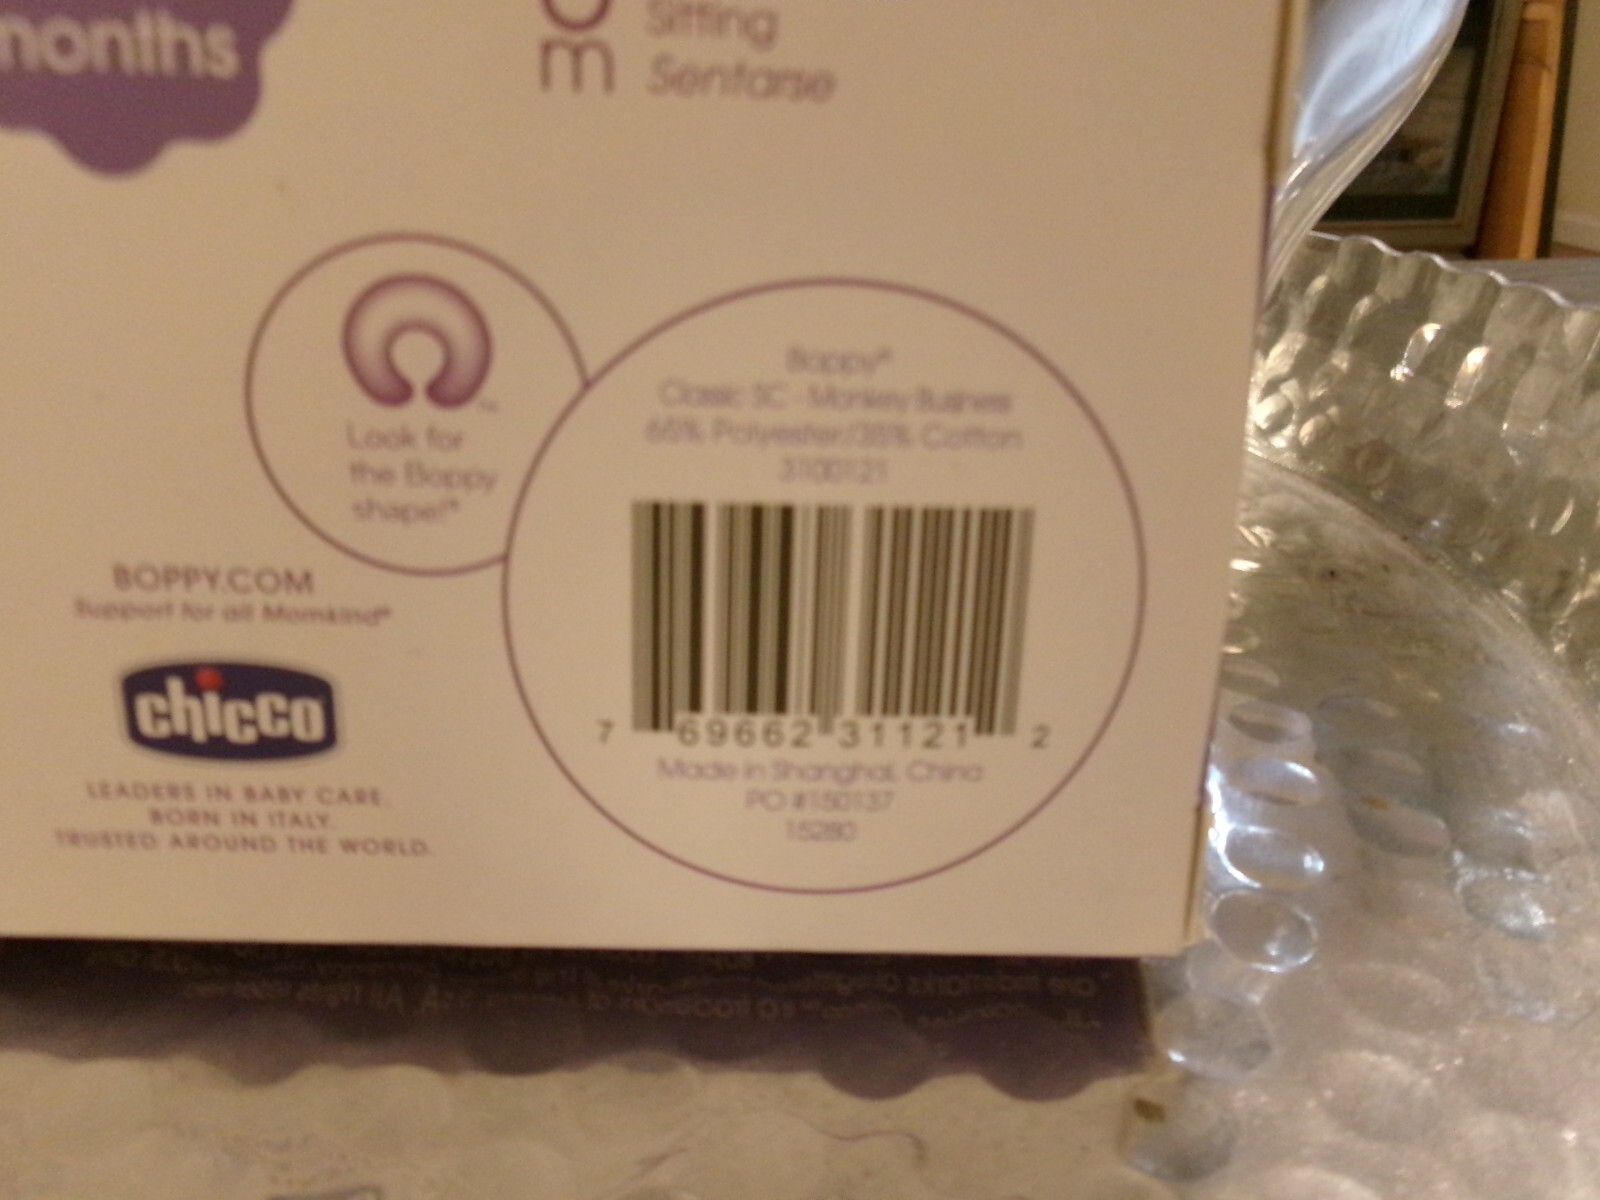 months
m
Sitting
Sentarse
Look for
the Boppy
shape!™
Boppy®
Classic SC - Monkey Business
65% Polyester/35% Cotton
3100121
7 69662 31121 2
Made in Shanghai, China
PO #150137
15280
BOPPY.COM
Support for all Momkind®
chicco
LEADERS IN BABY CARE.
BORN IN ITALY.
TRUSTED AROUND THE WORLD.